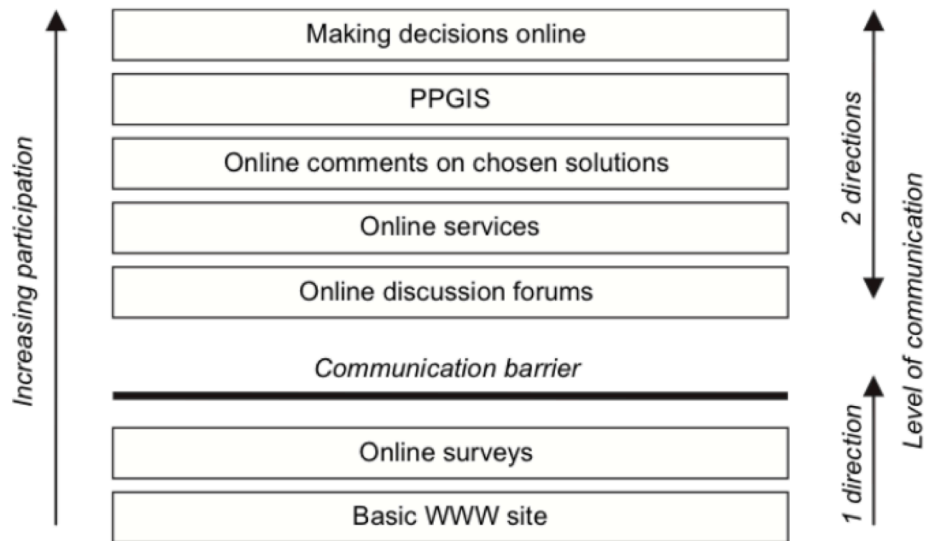 Making decisions online
PPGIS
Online comments on chosen solutions
Online services
Online discussion forums
Communication barrier
Online surveys
Basic WWW site
Increasing participation
2 directions
1 direction
Level of communication